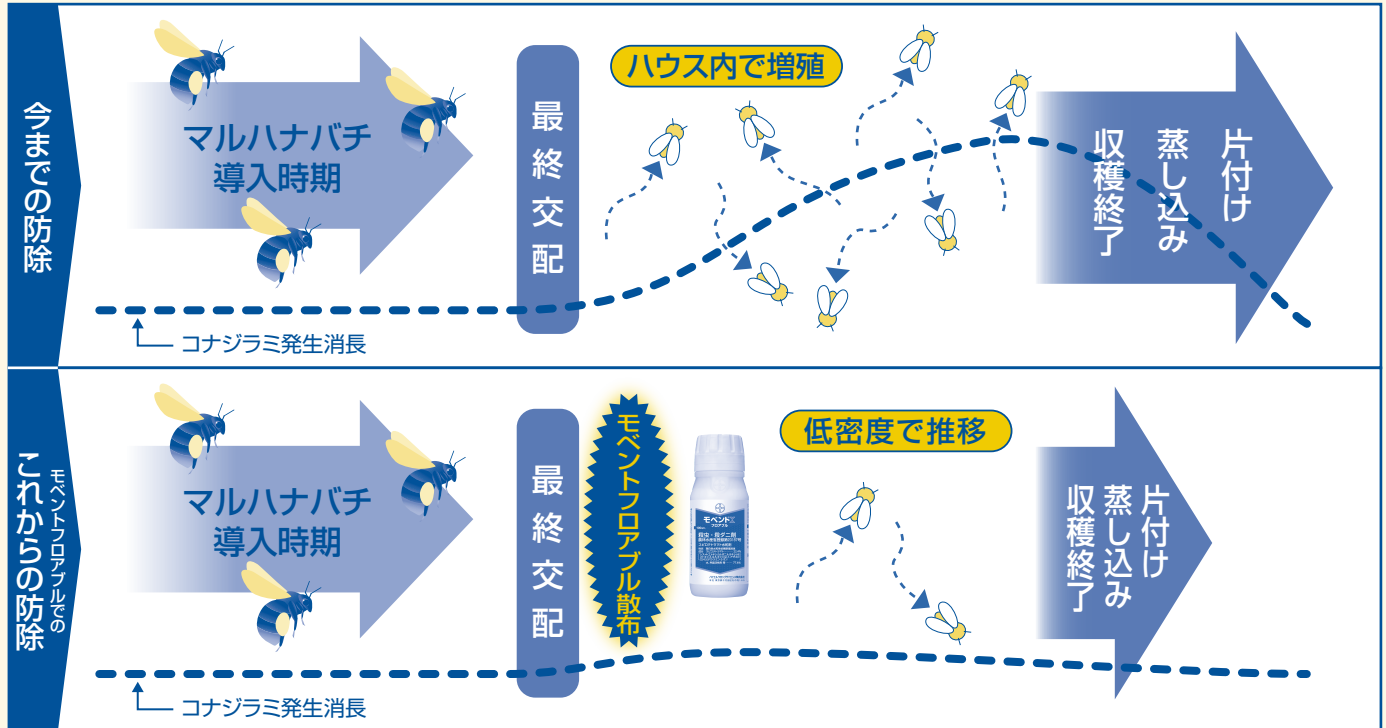 今までの防除
マルハナバチ
導入時期
最終交配
ハウス内で増殖
収穫終了
蒸し込み
片付け
コナジラミ発生消長
モベントフロアブルでの
これからの防除
マルハナバチ
導入時期
最終交配
モベントフロアブル散布
モベント
フロアブル
殺虫・殺ダニ剤
低密度で推移
収穫終了
蒸し込み
片付け
コナジラミ発生消長